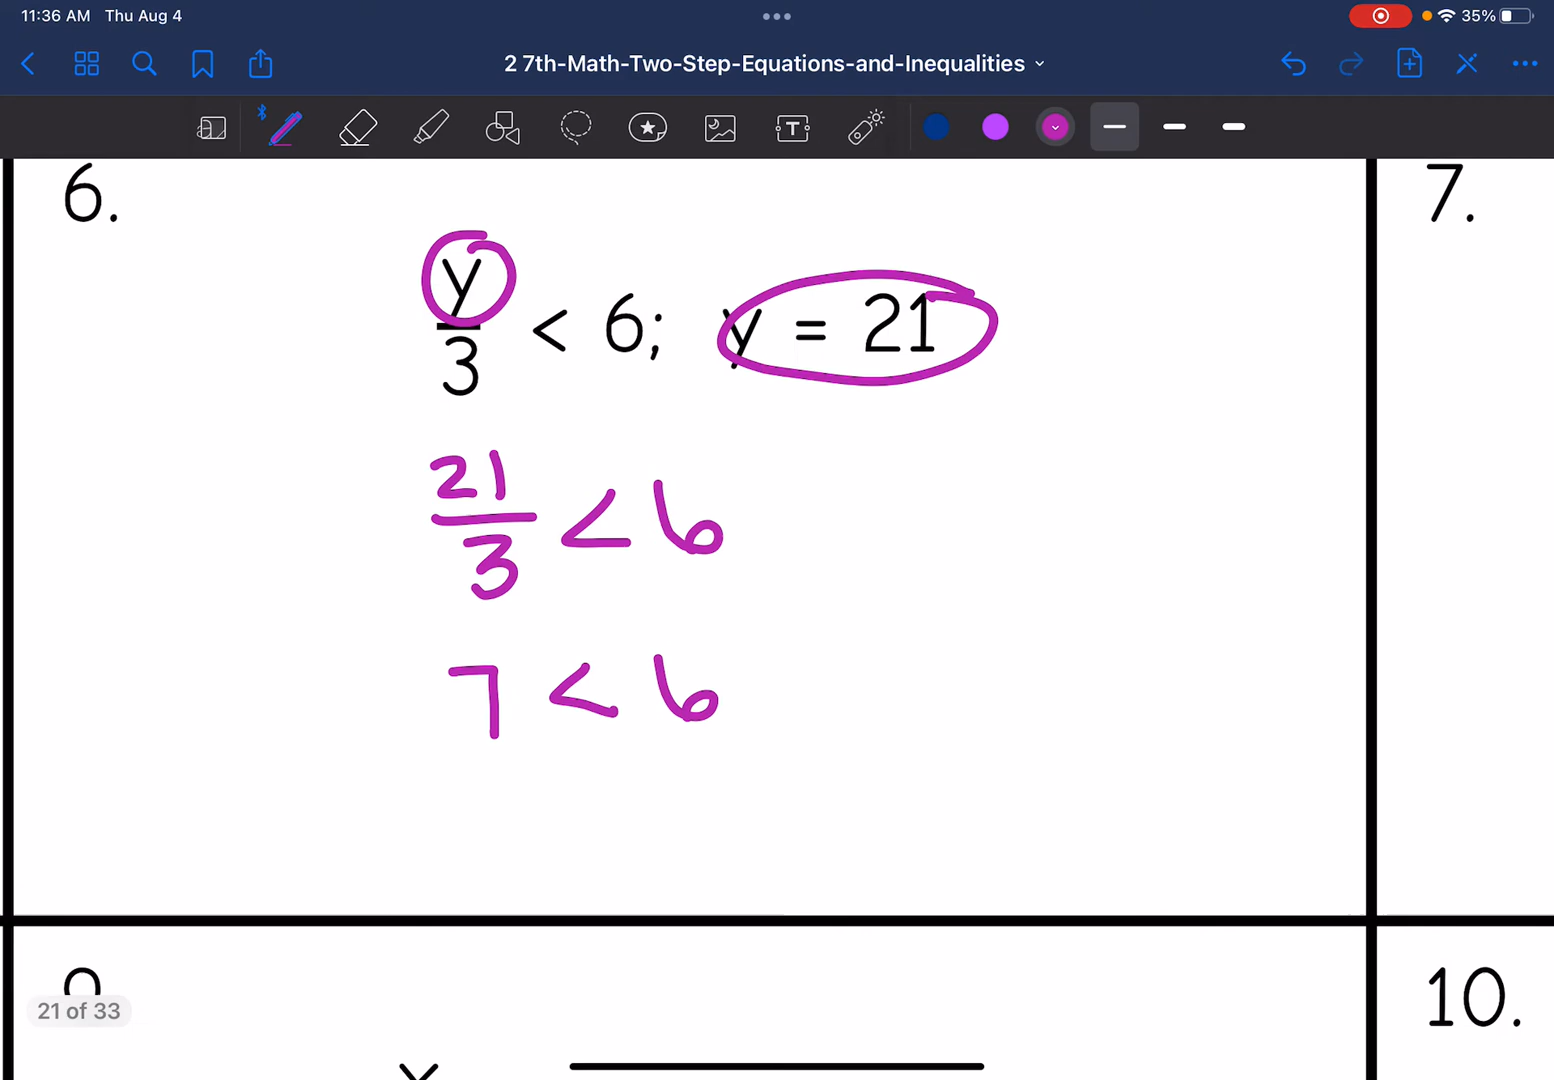 11:36 AM Thu Aug 4
35%
2 7th-Math-Two-Step-Equations-and-Inequalities
T
6.
7.
y/3 < 6; y = 21
21/3 < 6
7 < 6
21 of 33
10.